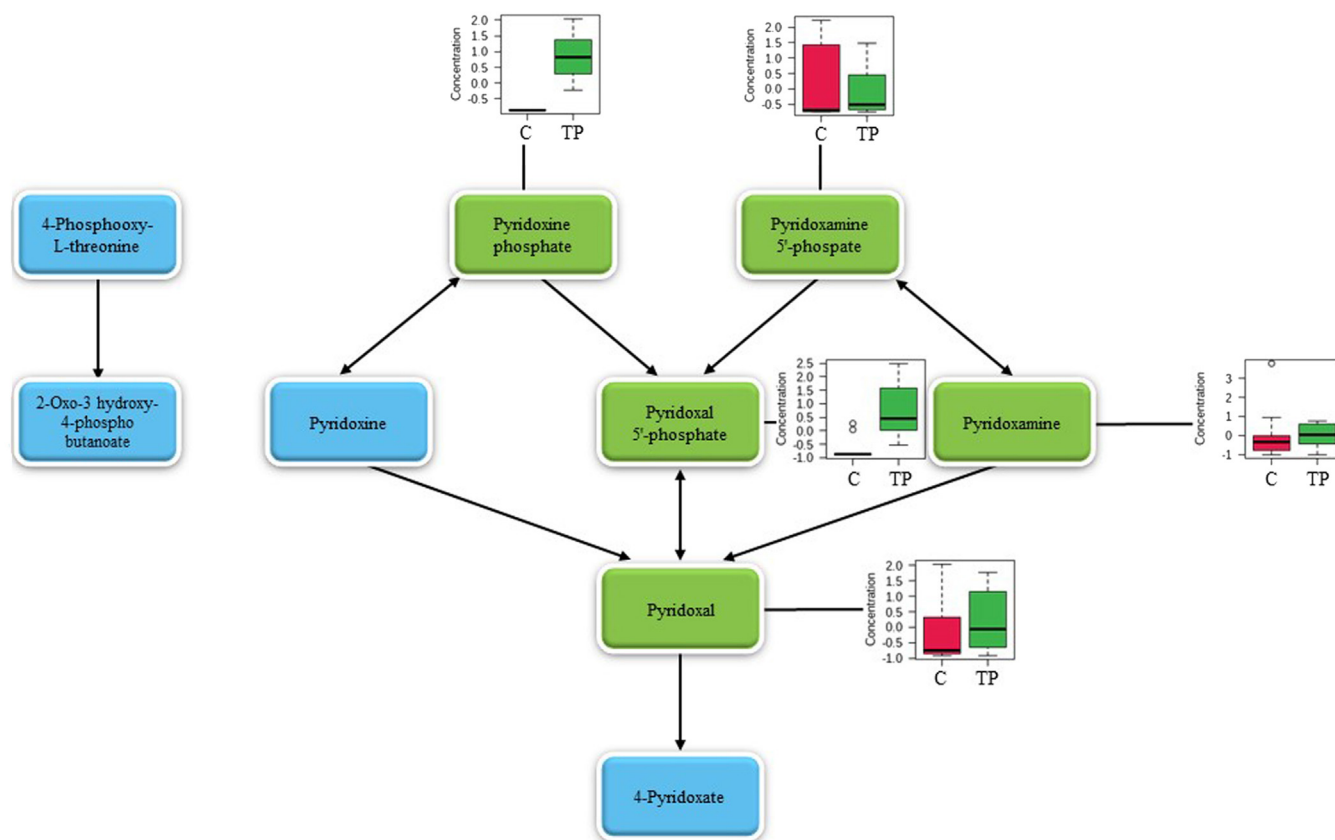 Concentration
2.0
1.5
1.0
0.5
0.0
-0.5
C TP
Concentration
2.0
1.5
1.0
0.5
0.0
-0.5
C TP
4-Phosphooxy-
L-threonine
Pyridoxine
phosphate
Pyridoxamine
5'-phospate
2-Oxo-3 hydroxy-
4-phospho
butanoate
Pyridoxine
Pyridoxal
5'-phosphate
Concentration
2.5
2.0
1.5
1.0
0.5
0.0
-0.5
-1.0
C TP
Pyridoxamine
Concentration
3
2
1
0
-1
C TP
Pyridoxal
Concentration
2.0
1.5
1.0
0.5
0.0
-0.5
-1.0
C TP
4-Pyridoxate